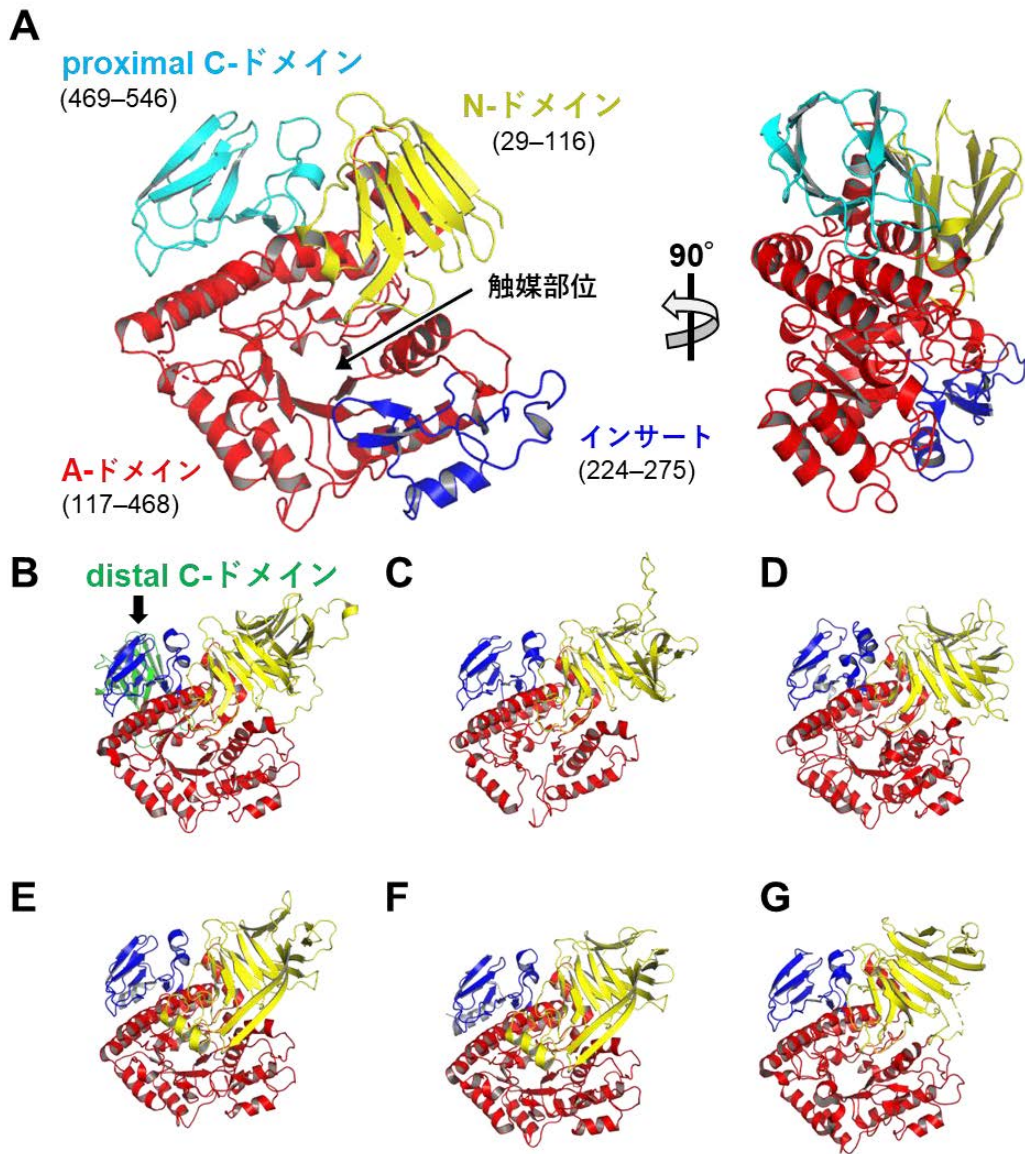 A
proximal C-ドメイン
(469–546)
N-ドメイン
(29–116)
触媒部位
90°
A-ドメイン
(117–468)
インサート
(224–275)
B
distal C-ドメイン
C
D
E
F
G